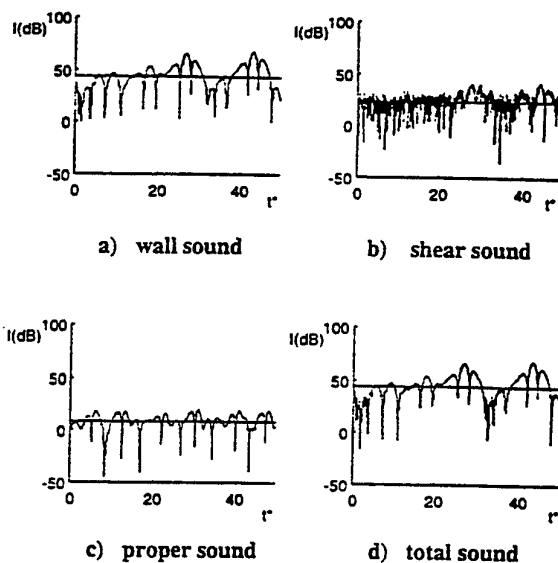 I(dB) 100
50
0
-50
0 20 40 r*
a) wall sound
I(dB) 100
50
0
-50
0 20 40 r*
b) shear sound
I(dB) 100
50
0
-50
0 20 40 r*
c) proper sound
I(dB) 100
50
0
-50
0 20 40 r*
d) total sound